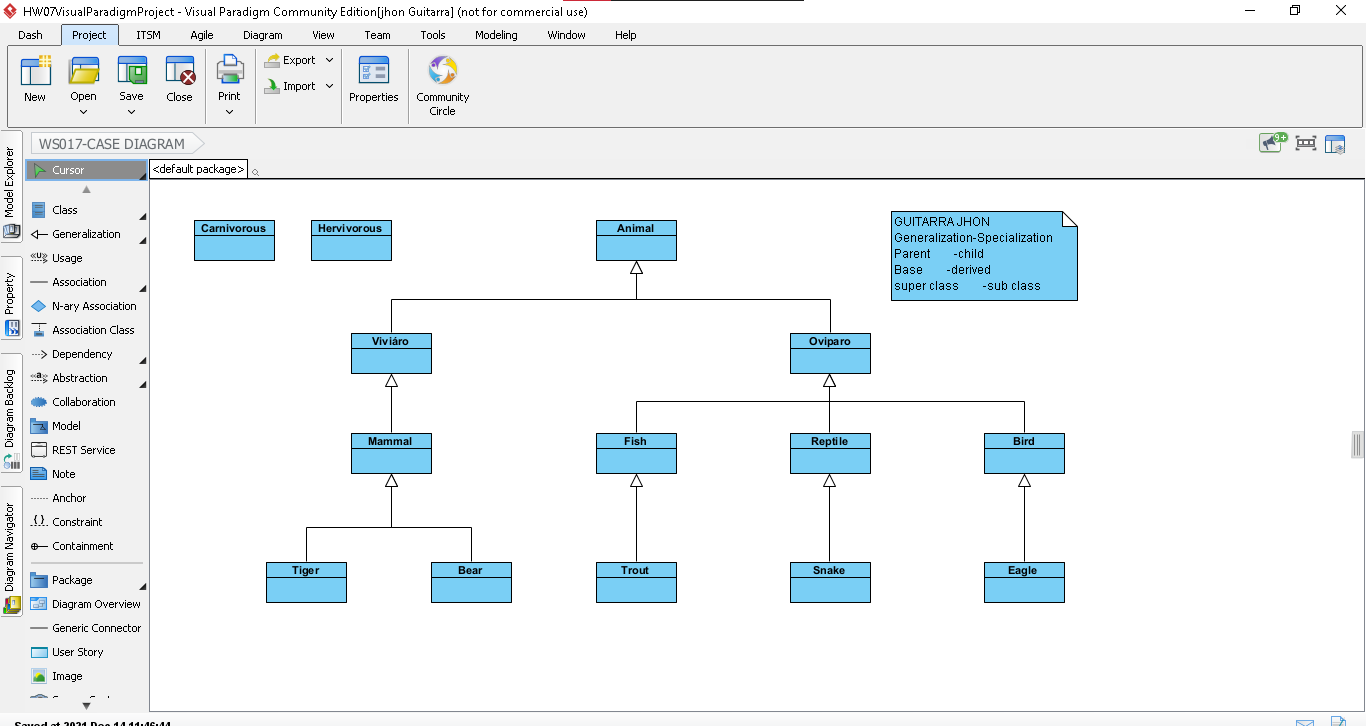 HW07VisualParadigmProject - Visual Paradigm Community Edition[jhon Guitarra] (not for commercial use)
Dash Project ITSM Agile Diagram View Team Tools Modeling Window Help
New Open Save Close Print Export Import Properties Community Circle
WS017-CASE DIAGRAM
9+
Model Explorer
Property
Diagram Backlog
Diagram Navigator
Cursor
<default package>
Class
Generalization
Usage
Association
N-ary Association
Association Class
Dependency
Abstraction
Collaboration
Model
REST Service
Note
Anchor
Constraint
Containment
Package
Diagram Overview
Generic Connector
User Story
Image
Carnivorous Hervivorous Animal
GUITARRA JHON
Generalization-Specialization
Parent -child
Base -derived
super class -sub class
Viviáro Oviparo
Mammal Fish Reptile Bird
Tiger Bear Trout Snake Eagle